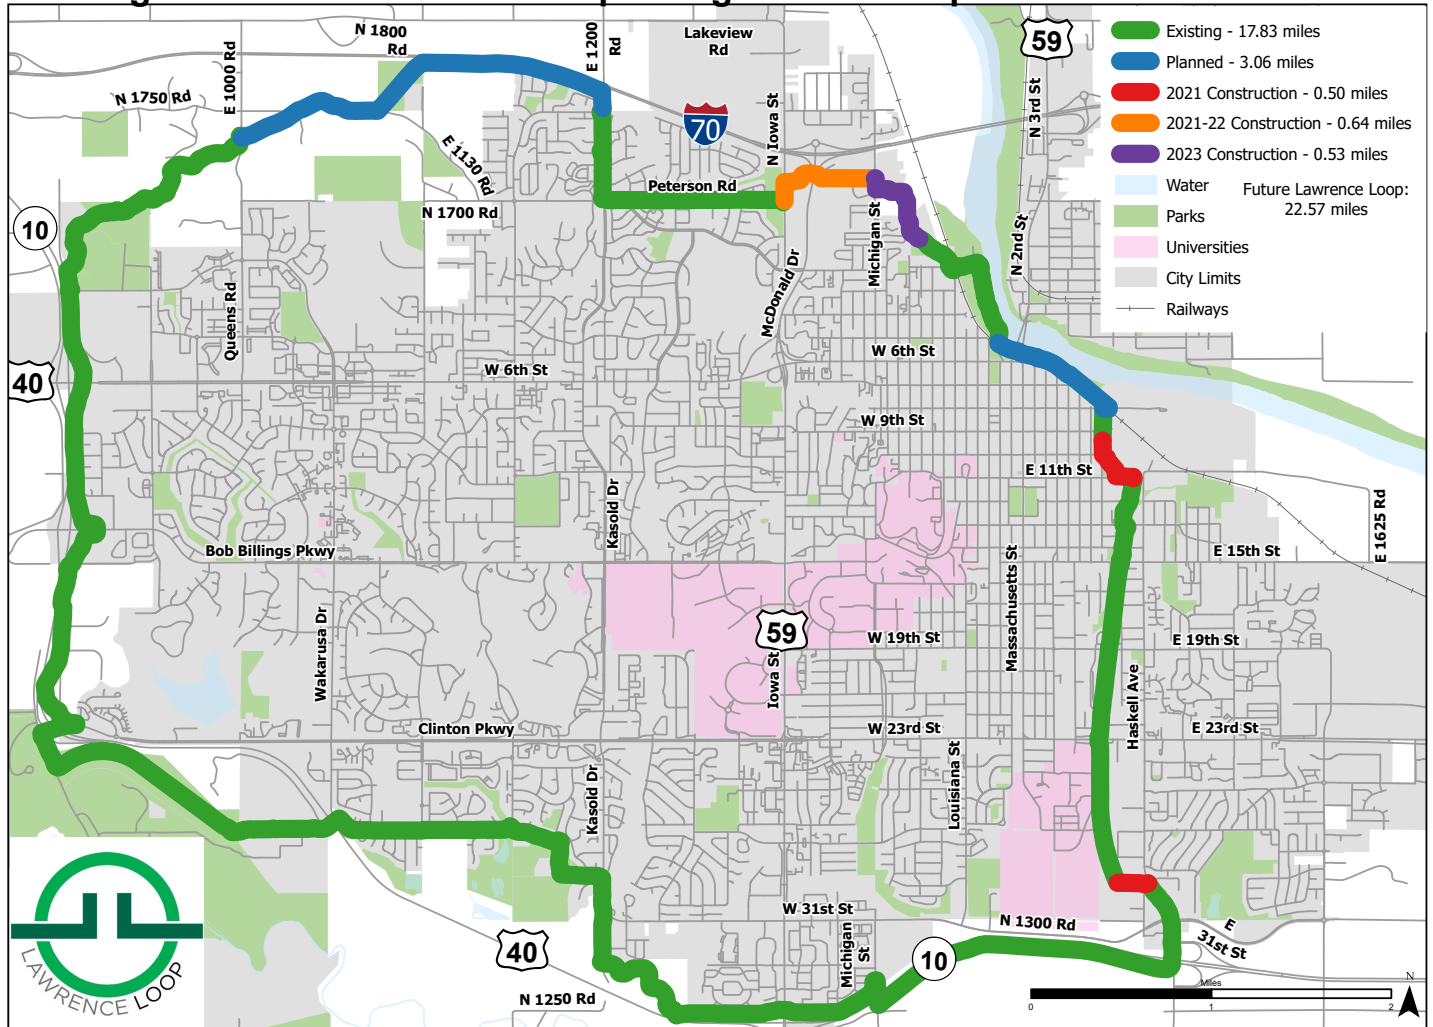 N 1800
Rd
E 1200
Rd
Lakeview
Rd
59
Existing - 17.83 miles
Planned - 3.06 miles
2021 Construction - 0.50 miles
2021-22 Construction - 0.64 miles
2023 Construction - 0.53 miles
Water
Parks
Universities
City Limits
Railways
Future Lawrence Loop:
22.57 miles
N 1750 Rd
E 1000 Rd
E 1130 Rd
N 1700 Rd
70
N Iowa St
N 3rd St
Peterson Rd
Michigan St
N 2nd St
10
Queens Rd
McDonald Dr
40
W 6th St
W 6th St
W 9th St
E 11th St
Kasold Dr
E 1625 Rd
Bob Billings Pkwy
E 15th St
Massachusetts St
59
W 19th St
E 19th St
Wakarusa Dr
Iowa St
Haskell Ave
Clinton Pkwy
W 23rd St
E 23rd St
Kasold Dr
Louisiana St
W 31st St
N 1300 Rd
E
31st St
Michigan
St
40
10
N 1250 Rd
LAWRENCE LOOP
Miles
0
1
2
N